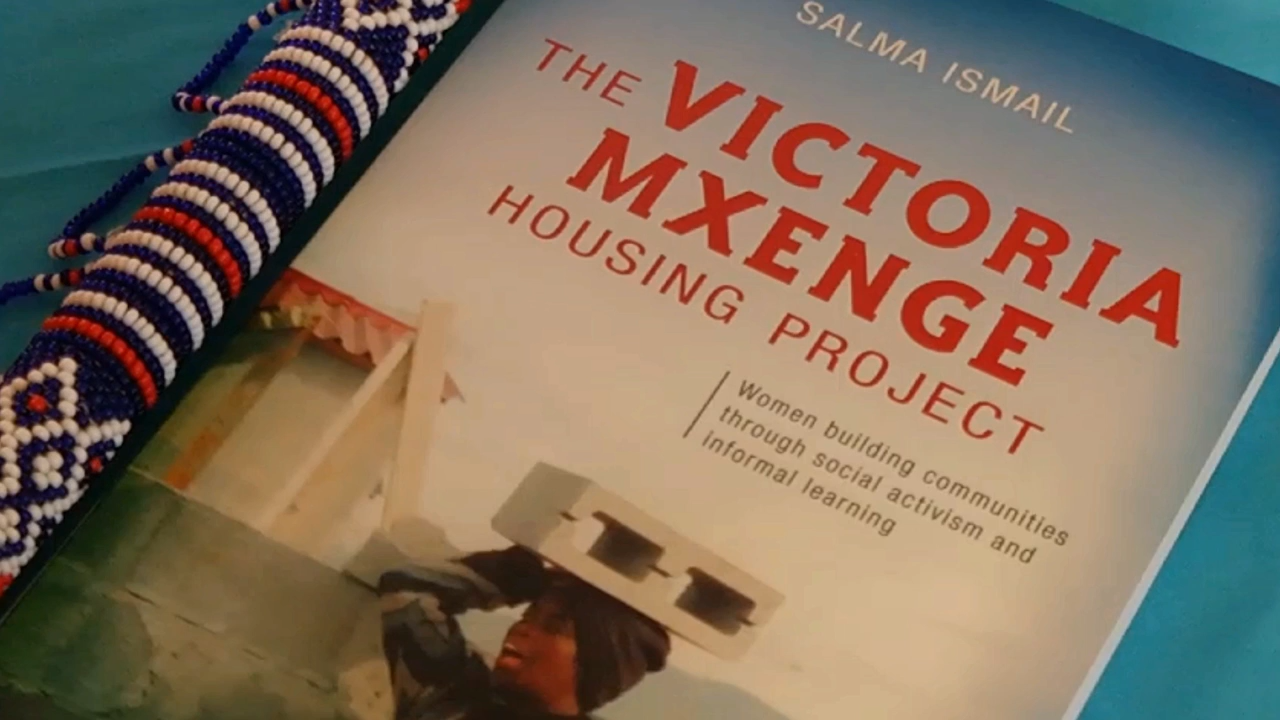 SALMA ISMAIL
THE VICTORIA
MXENGE
HOUSING PROJECT
Women building communities
through social activism and
informal learning